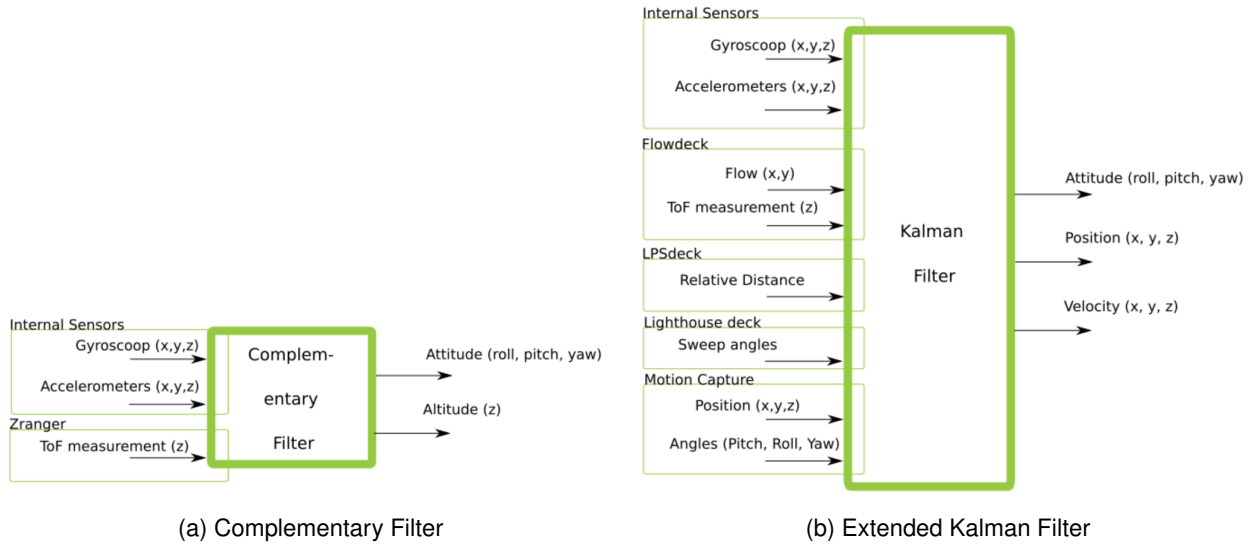 Internal Sensors
Gyroscoop (x,y,z)
Accelerometers (x,y,z)
Zranger
ToF measurement (z)
Complem-
entary
Filter
Attitude (roll, pitch, yaw)
Altitude (z)
(a) Complementary Filter
Internal Sensors
Gyroscoop (x,y,z)
Accelerometers (x,y,z)
Flowdeck
Flow (x,y)
ToF measurement (z)
LPSdeck
Relative Distance
Lighthouse deck
Sweep angles
Motion Capture
Position (x,y,z)
Angles (Pitch, Roll, Yaw)
Kalman
Filter
Attitude (roll, pitch, yaw)
Position (x, y, z)
Velocity (x, y, z)
(b) Extended Kalman Filter